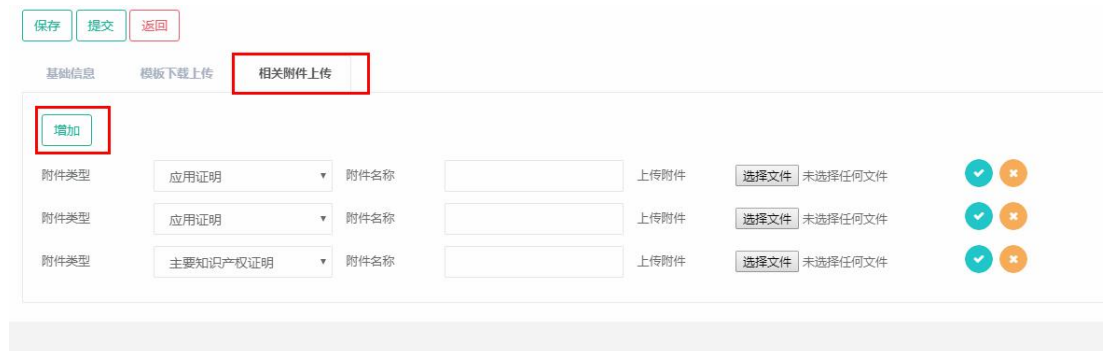 保存 提交 返回
基础信息 模板下载上传 相关附件上传
增加
附件类型 应用证明 附件名称 上传附件 选择文件 未选择任何文件
附件类型 应用证明 附件名称 上传附件 选择文件 未选择任何文件
附件类型 主要知识产权证明 附件名称 上传附件 选择文件 未选择任何文件